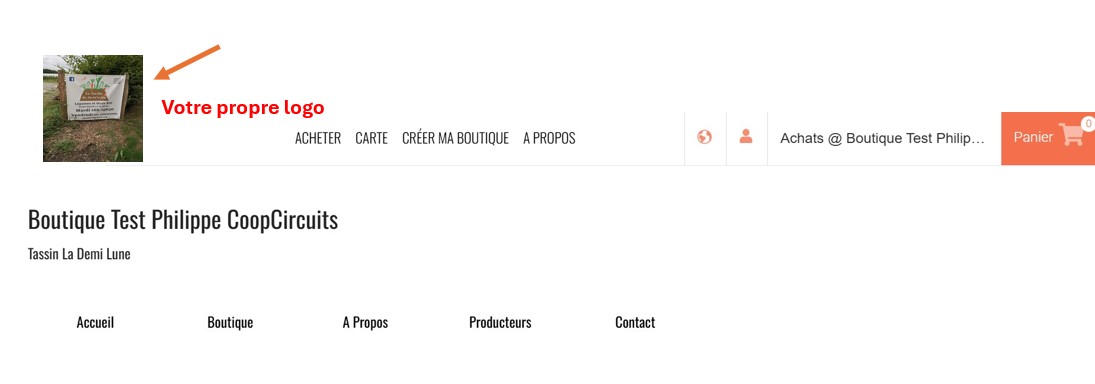 Votre propre logo
ACHETER CARTE CRÉER MA BOUTIQUE A PROPOS
Achats @ Boutique Test Philip...
Panier
0
Boutique Test Philippe CoopCircuits
Tassin La Demi Lune
Accueil Boutique A Propos Producteurs Contact